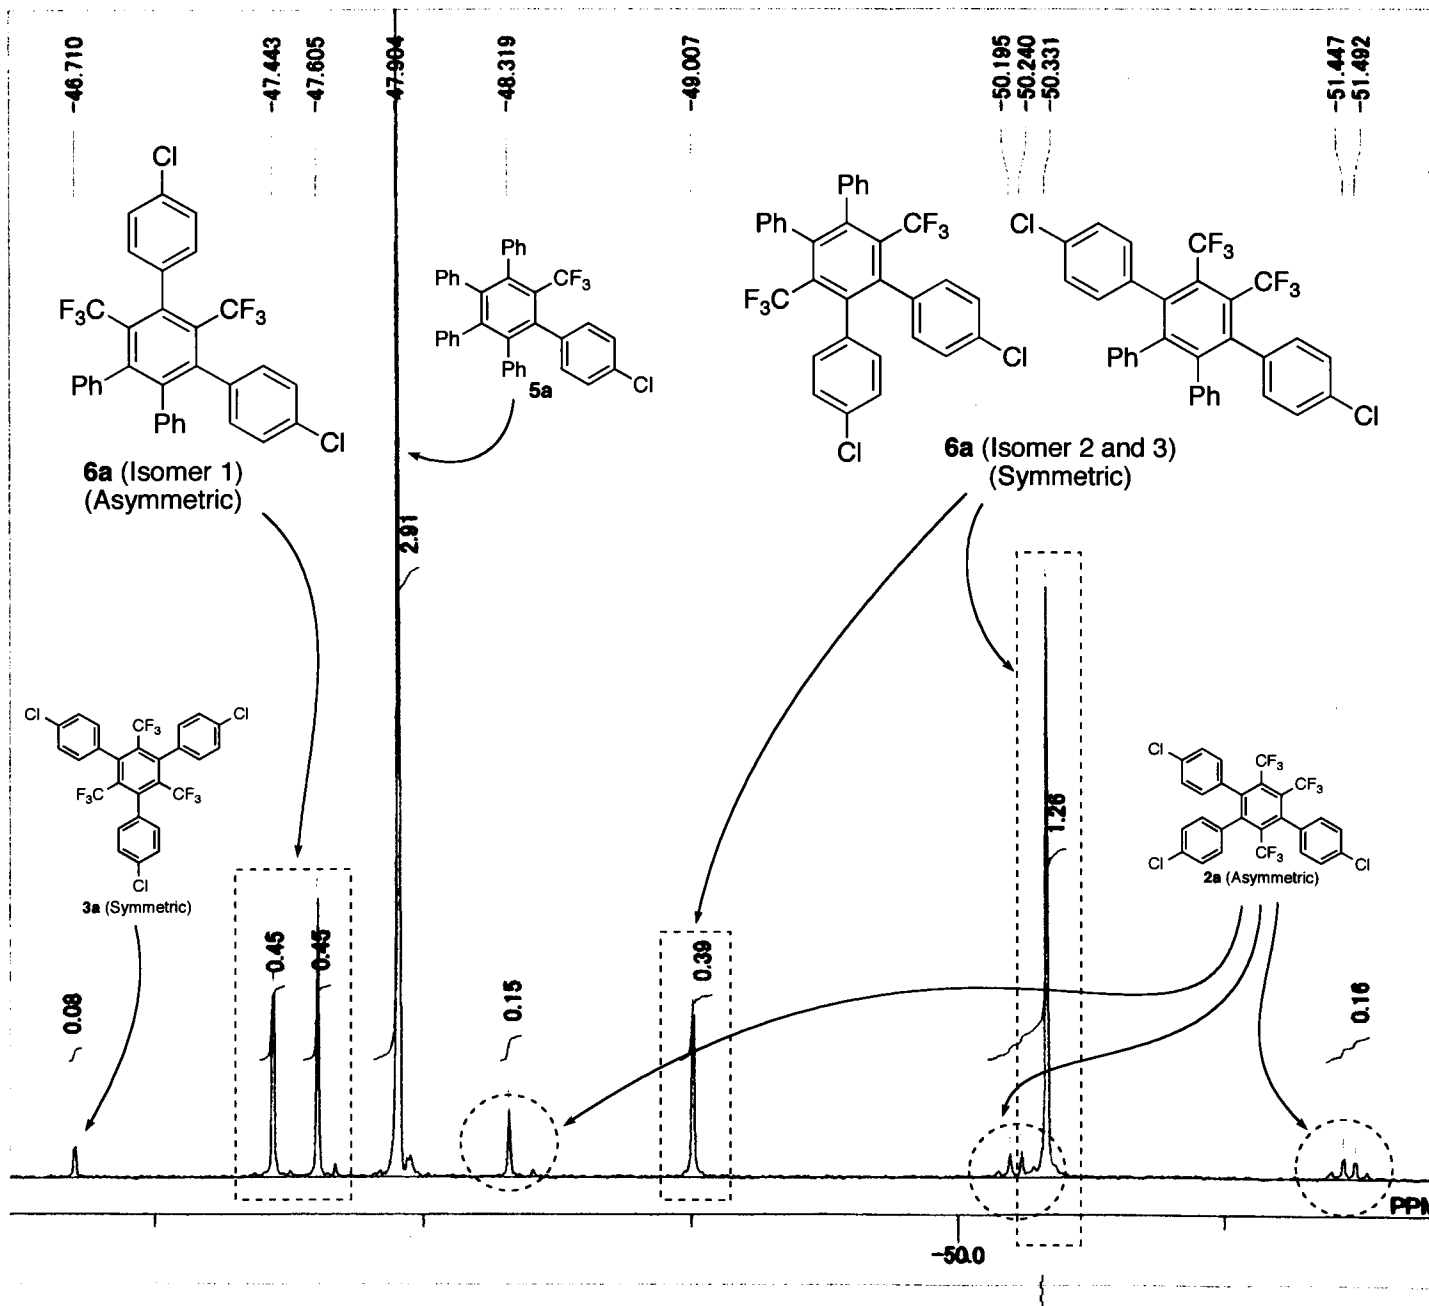 -46.710
-47.443
-47.605
-47.904
-48.319
-49.007
-50.195
-50.240
-50.331
-51.447
-51.492
Cl
F₃C
CF₃
Ph
Ph
Cl
6a (Isomer 1)
(Asymmetric)
Ph
Ph
CF₃
Ph
Ph
Cl
5a
Ph
Ph
CF₃
F₃C
Cl
Cl
Cl
CF₃
CF₃
Ph
Ph
Cl
6a (Isomer 2 and 3)
(Symmetric)
Cl
CF₃
Cl
F₃C
CF₃
Cl
3a (Symmetric)
Cl
CF₃
CF₃
Cl
CF₃
Cl
2a (Asymmetric)
0.08
0.45
0.45
2.91
0.15
0.39
1.26
0.16
PPM
-50.0